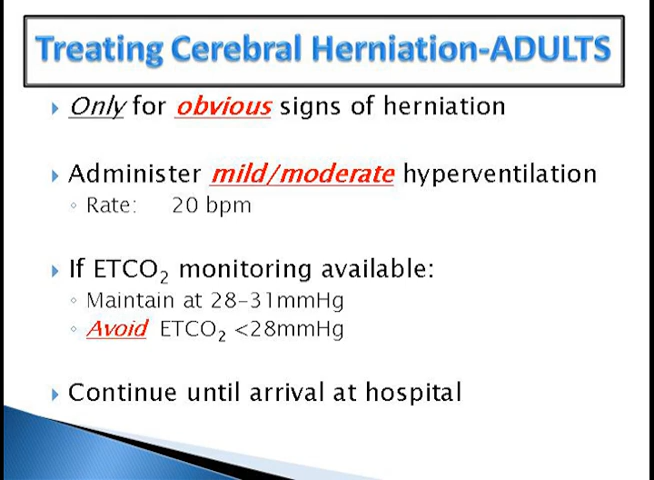 Treating Cerebral Herniation-ADULTS
Only for obvious signs of herniation
Administer mild/moderate hyperventilation
Rate: 20 bpm
If ETCO₂ monitoring available:
Maintain at 28-31mmHg
Avoid ETCO₂ <28mmHg
Continue until arrival at hospital